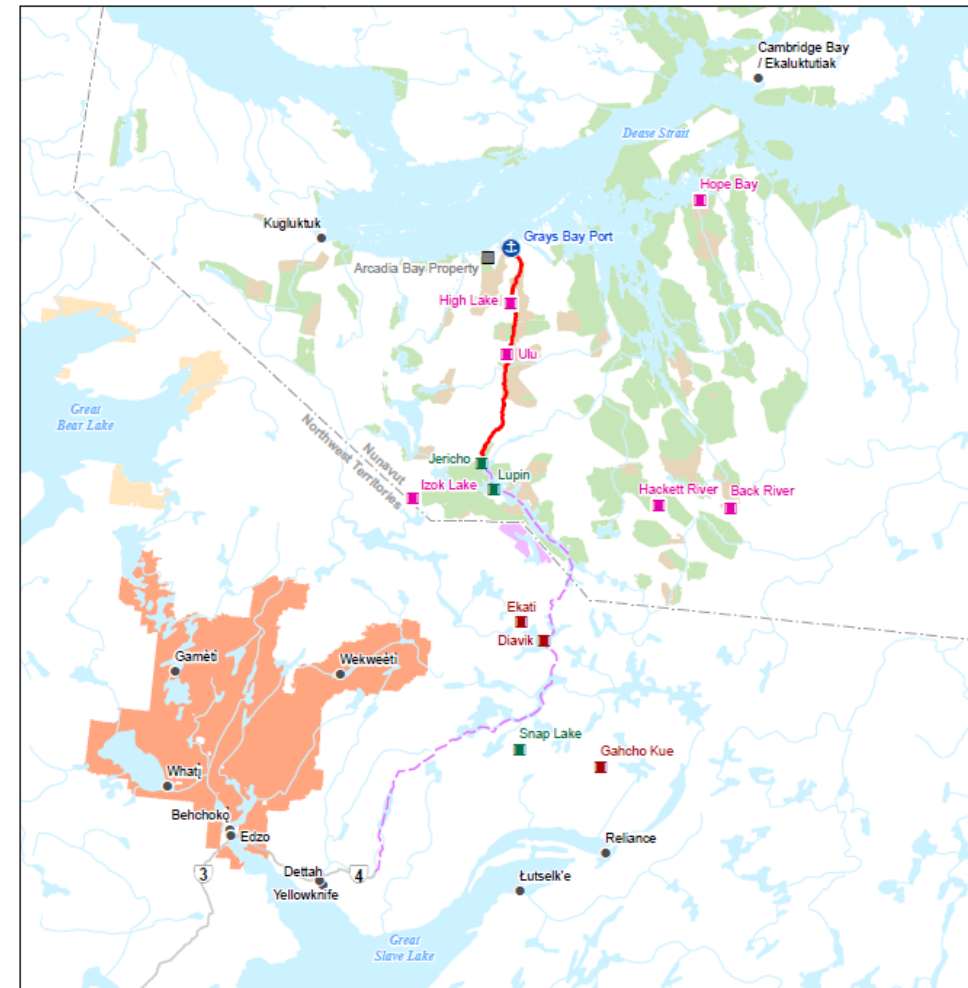 Cambridge Bay
/ Ekaluktutiak
Dease Strait
Hope Bay
Kugluktuk
Grays Bay Port
Arcadia Bay Property
High Lake
Ulu
Great
Bear Lake
Nunavut
Northwest Territories
Jericho
Lupin
Izok Lake
Hackett River
Back River
Ekati
Diavik
Gamètì
Wekweètì
Snap Lake
Gahcho Kue
Whatì
Behchokǫ̀
Edzo
Reliance
3
Dettah
4
Yellowknife
Łutselk'e
Great
Slave Lake